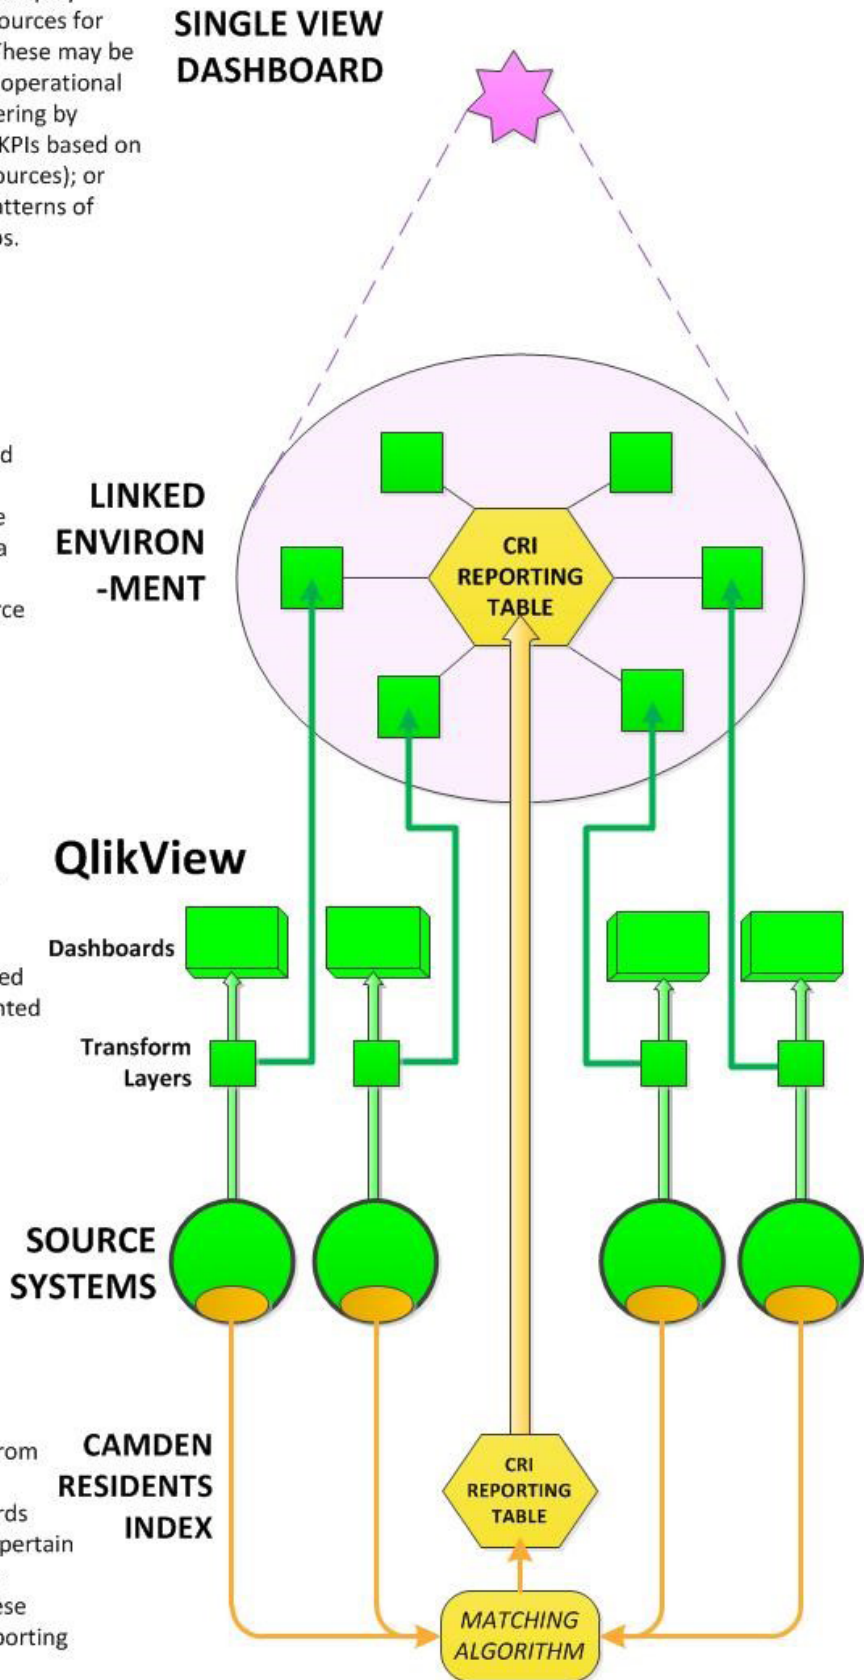 ources for
These may be
operational
ering by
KPIs based on
ources); or
atterns of
os.
SINGLE VIEW
DASHBOARD
d
e
a
rce
LINKED
ENVIRON
-MENT
CRI
REPORTING
TABLE
QlikView
Dashboards
ed
nted
Transform
Layers
SOURCE
SYSTEMS
rom
rds
pertain
ese
porting
CAMDEN
RESIDENTS
INDEX
CRI
REPORTING
TABLE
MATCHING
ALGORITHM